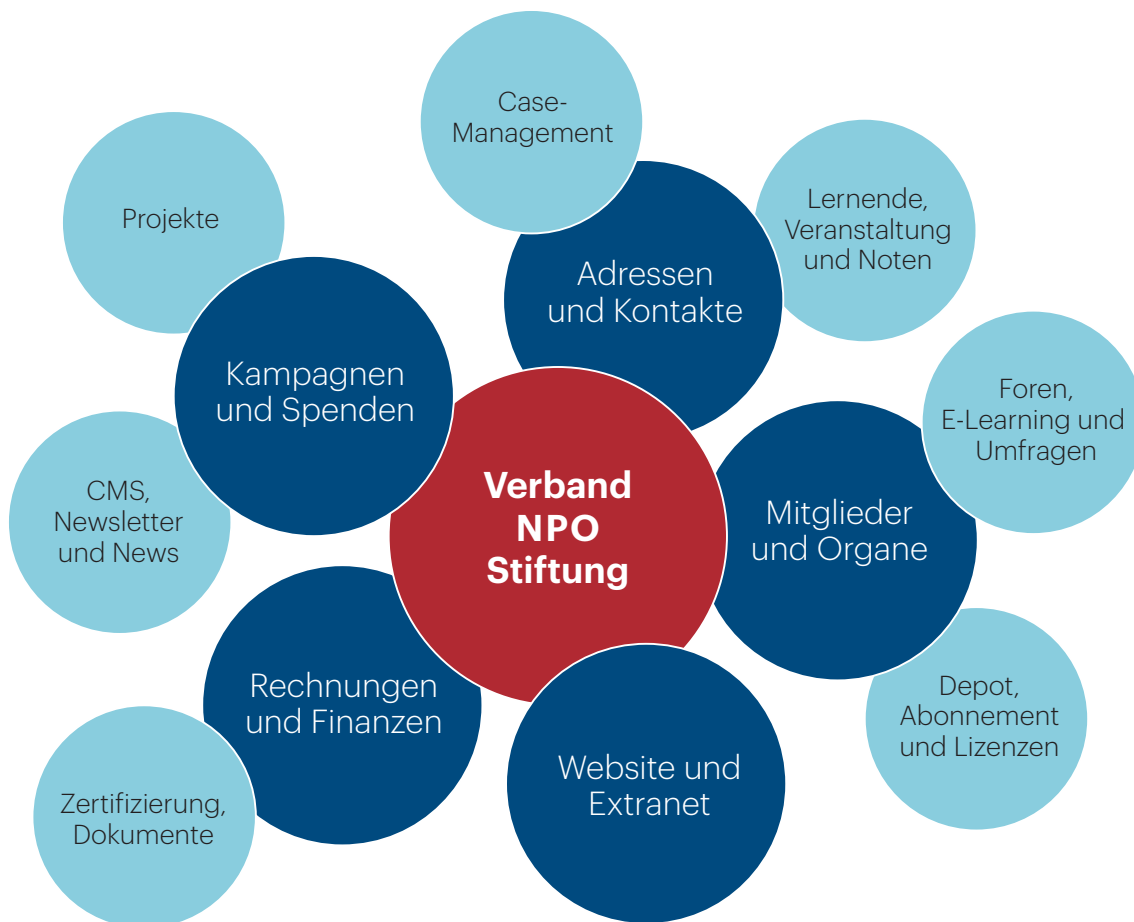 Case-
Management
Projekte
Lernende,
Veranstaltung
und Noten
Adressen
und Kontakte
Kampagnen
und Spenden
Foren,
E-Learning und
Umfragen
CMS,
Newsletter
und News
Verband
NPO
Stiftung
Mitglieder
und Organe
Rechnungen
und Finanzen
Depot,
Abonnement
und Lizenzen
Website und
Extranet
Zertifizierung,
Dokumente